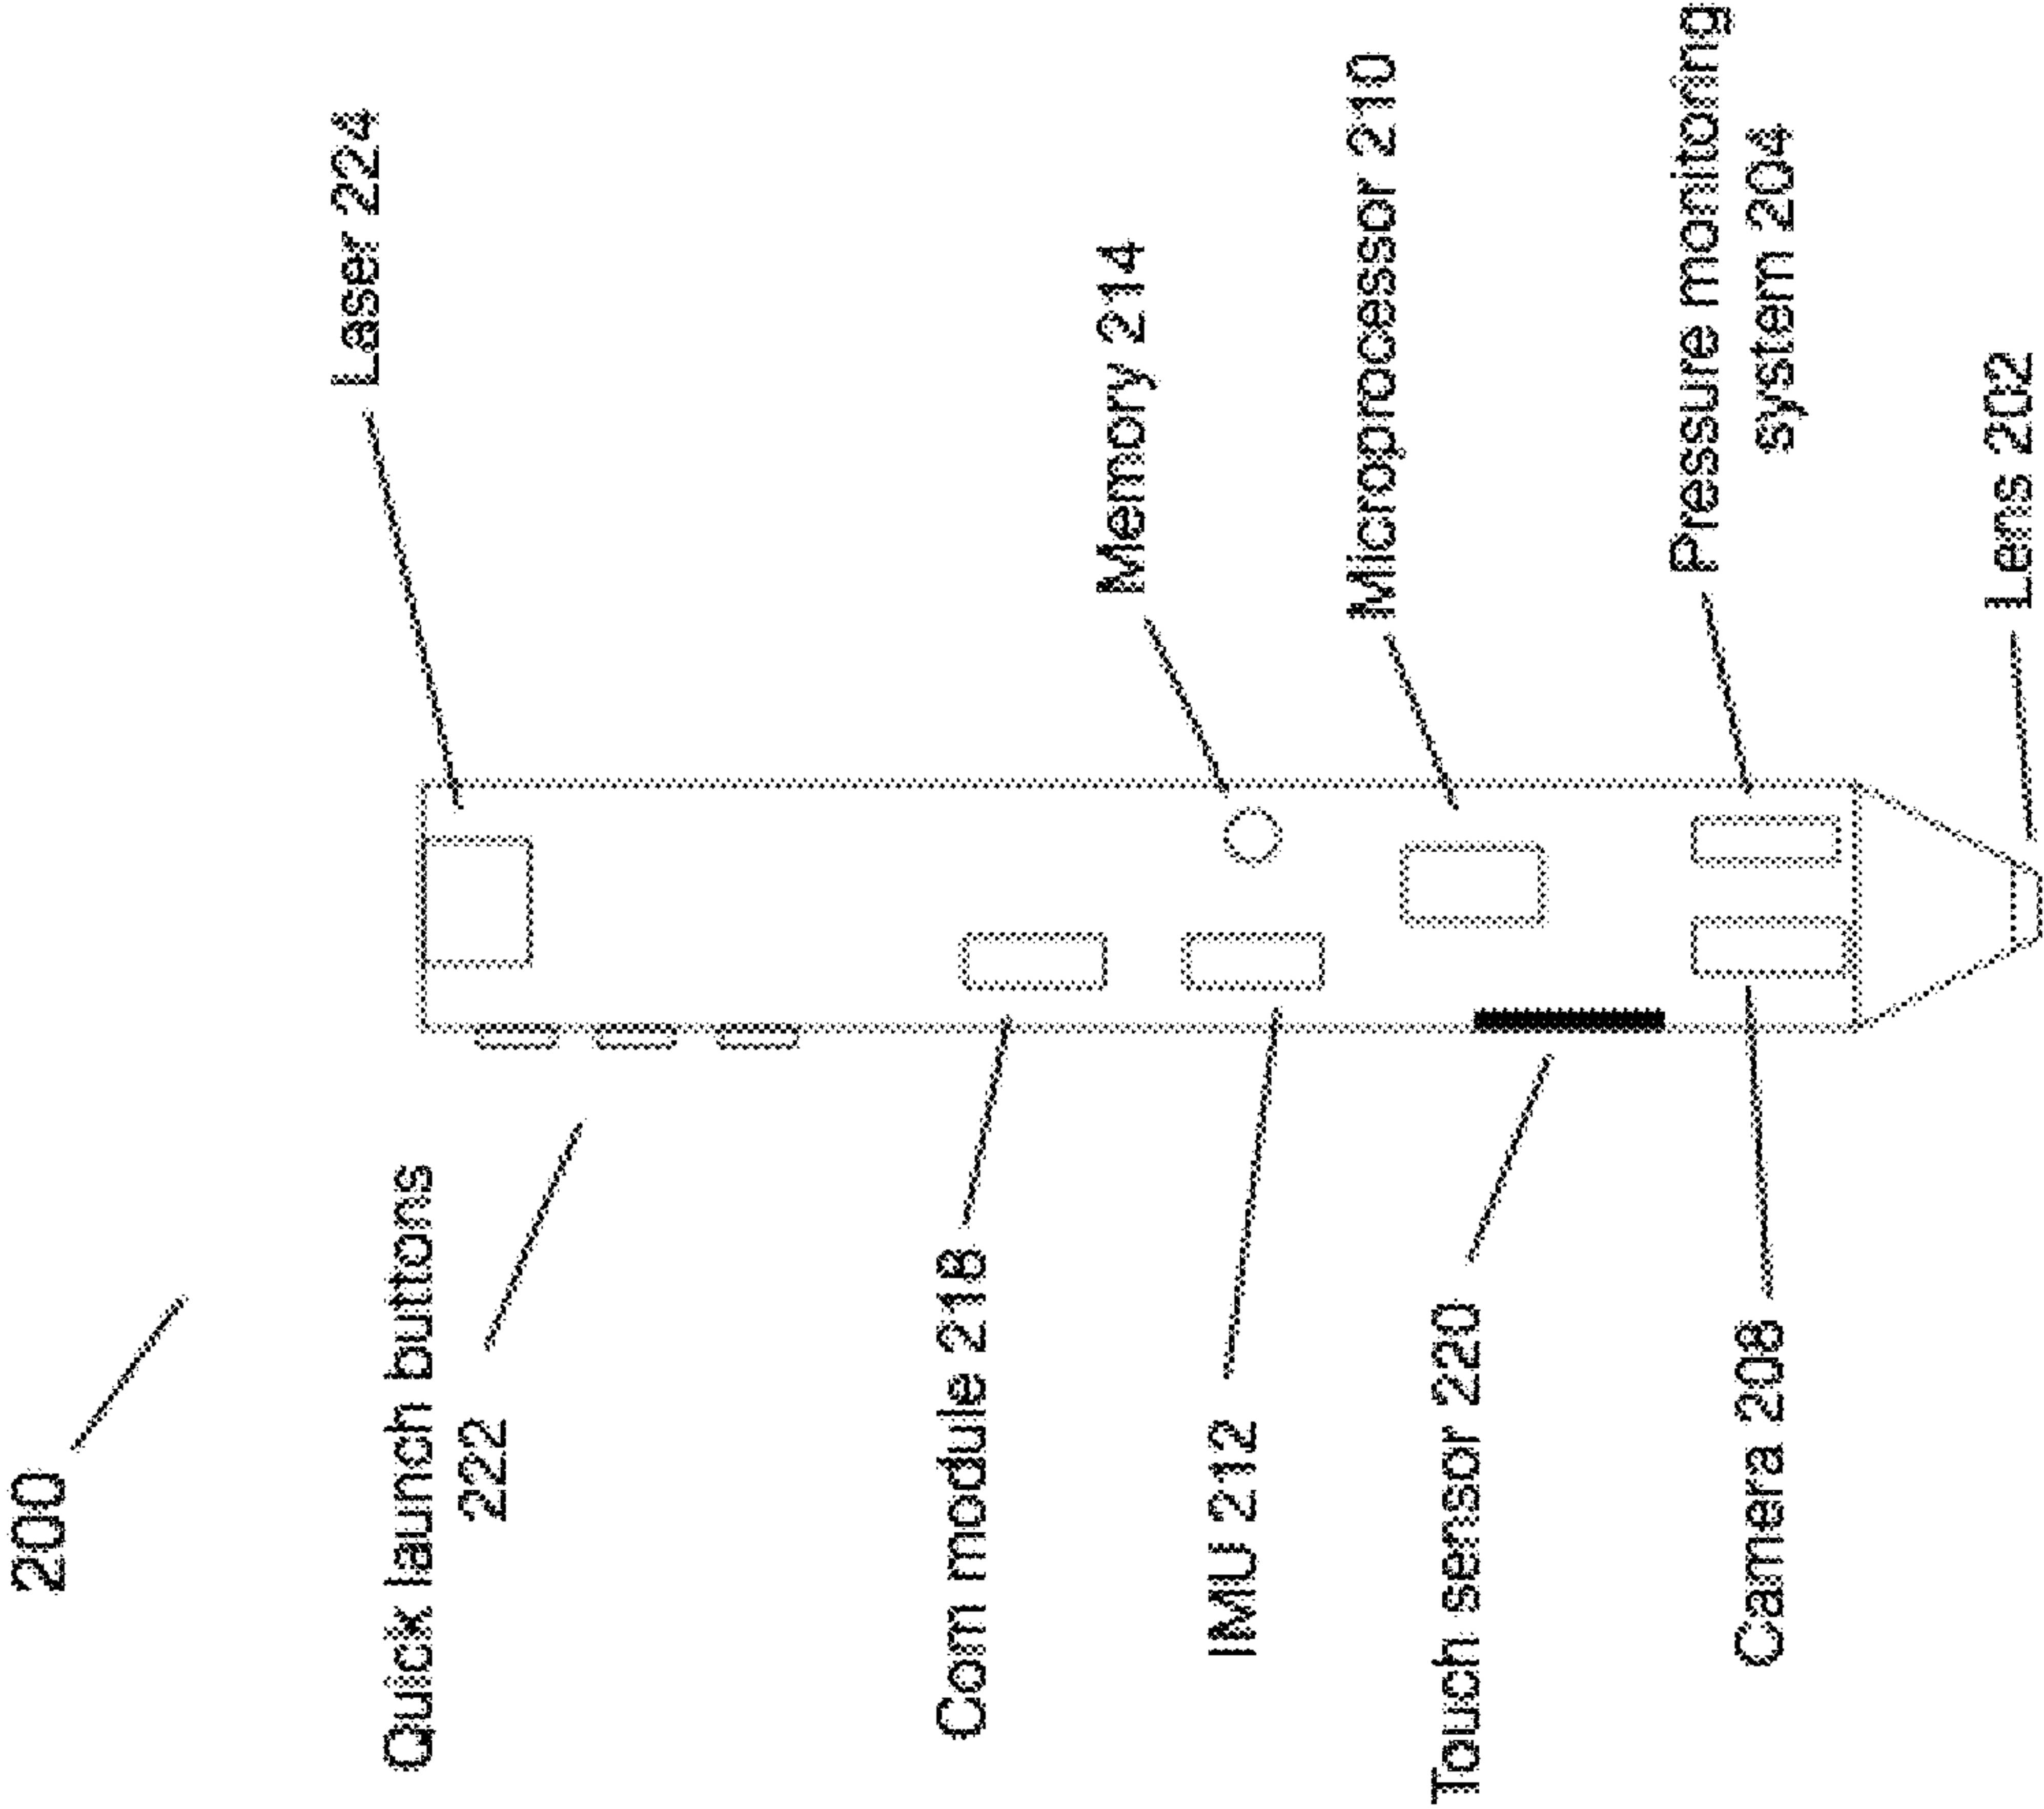 200
Quick launch buttons
222
Laser 224
Com module 218
Memory 214
IMU 212
Microprocessor 210
Touch sensor 220
Pressure monitoring
system 204
Camera 208
Lens 202